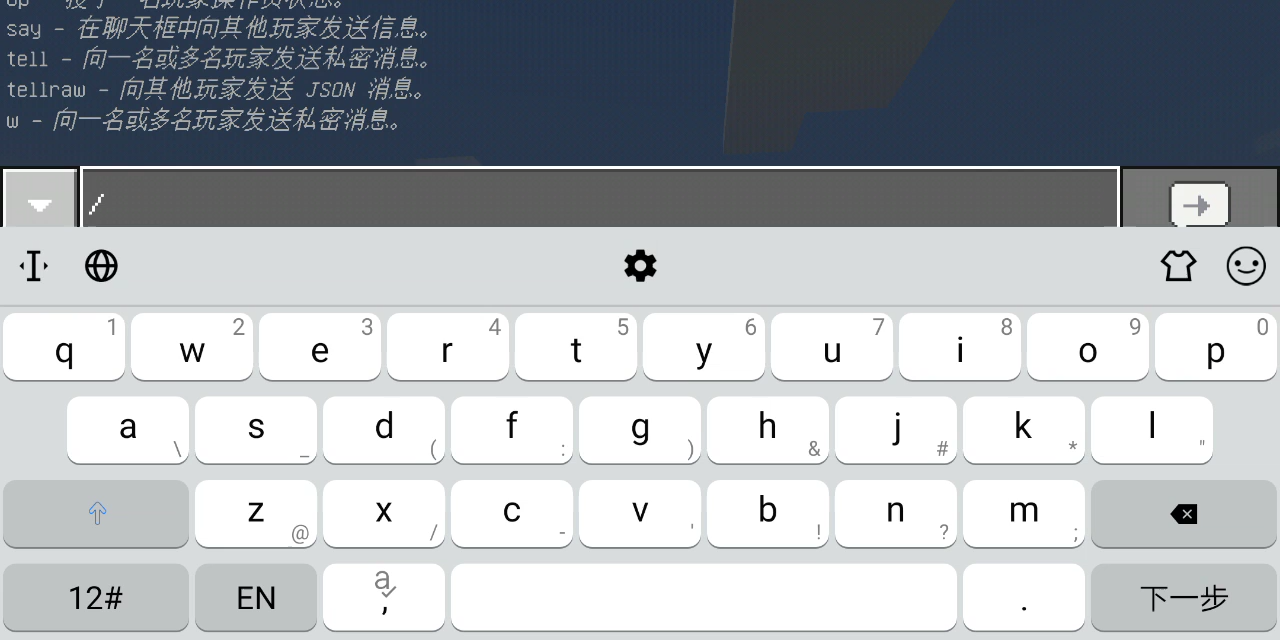 say - 在聊天框中向其他玩家发送信息。
tell - 向一名或多名玩家发送私密消息。
tellraw - 向其他玩家发送 JSON 消息。
w - 向一名或多名玩家发送私密消息。
/
q 1 w 2 e 3 r 4 t 5 y 6 u 7 i 8 o 9 p 0
a \ s _ d ( f : g ) h & j # k * l "
z @ x / c - v ' b ! n ? m ;
12# EN a , . 下一步